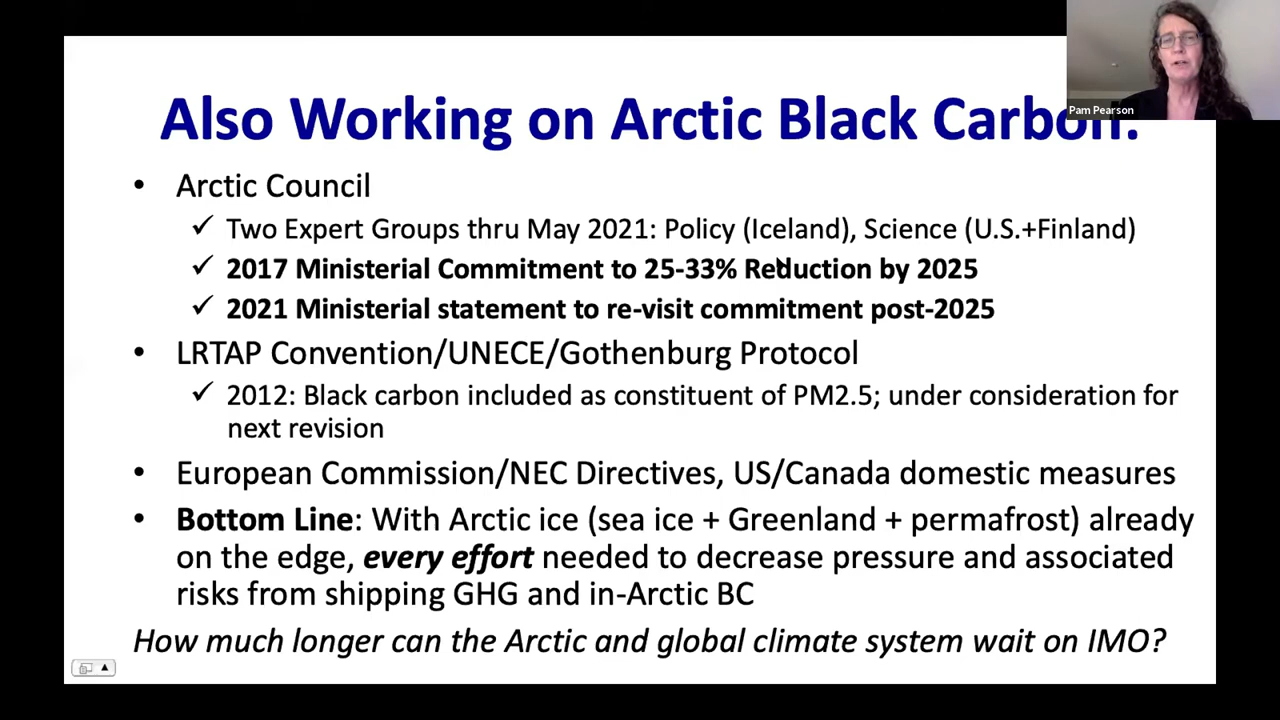 Pam Pearson
Also Working on Arctic Black Carbon:
• Arctic Council
✓ Two Expert Groups thru May 2021: Policy (Iceland), Science (U.S.+Finland)
✓ 2017 Ministerial Commitment to 25-33% Reduction by 2025
✓ 2021 Ministerial statement to re-visit commitment post-2025
• LRTAP Convention/UNECE/Gothenburg Protocol
✓ 2012: Black carbon included as constituent of PM2.5; under consideration for
next revision
• European Commission/NEC Directives, US/Canada domestic measures
• Bottom Line: With Arctic ice (sea ice + Greenland + permafrost) already
on the edge, every effort needed to decrease pressure and associated
risks from shipping GHG and in-Arctic BC
How much longer can the Arctic and global climate system wait on IMO?